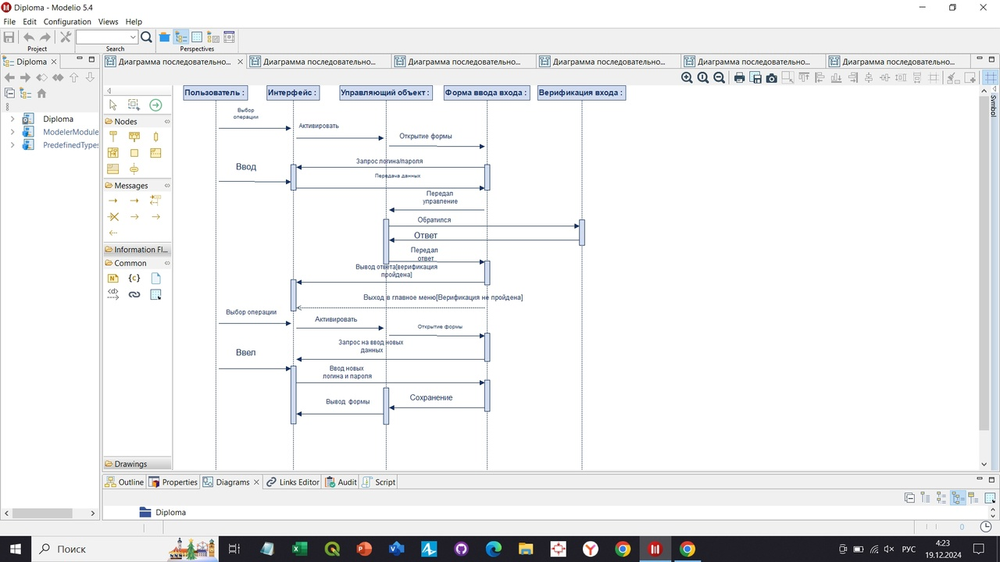 Diploma - Modelio 5.4
File Edit Configuration Views Help
Project
Search
Perspectives
Diploma
Диаграмма последовательно...
Диаграмма последовательно...
Диаграмма последовательно...
Диаграмма последовательно...
Диаграмма последовательно...
Диаграмма последовательно...
Diploma
ModelerModule
PredefinedTypes
Nodes
Messages
Information Fl...
Common
N
{c}
<d>
Drawings
Symbol
Пользователь :
Интерфейс :
Управляющий объект :
Форма ввода входа :
Верификация входа :
Выбор
операции
Активировать
Открытие формы
Запрос логина/пароля
Ввод
Передача данных
Передал
управление
Обратился
Ответ
Передал
ответ
Вывод ответа[верификация
пройдена]
Выход в главное меню[Верификация не пройдена]
Выбор операции
Активировать
Открытие формы
Запрос на ввод новых
данных
Ввел
Ввод новых
логина и пароля
Сохранение
Вывод формы
Outline
Properties
Diagrams
Links Editor
Audit
Script
Diploma
0
Поиск
РУС
4:23
19.12.2024